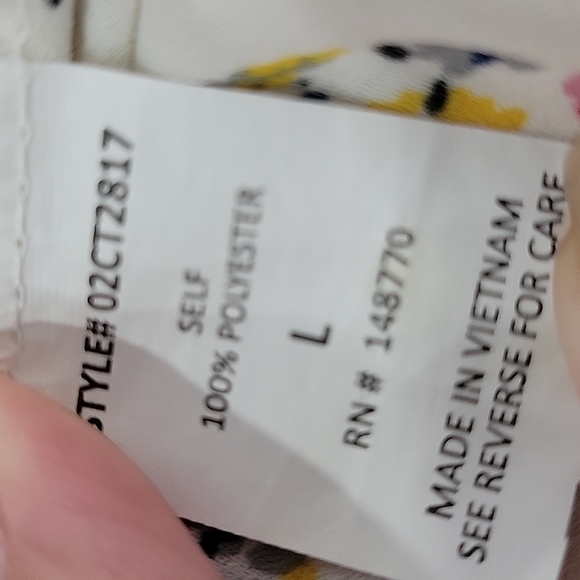 STYLE# 02CT2817
SELF
100% POLYESTER
L
RN # 148770
MADE IN VIETNAM
SEE REVERSE FOR CARE